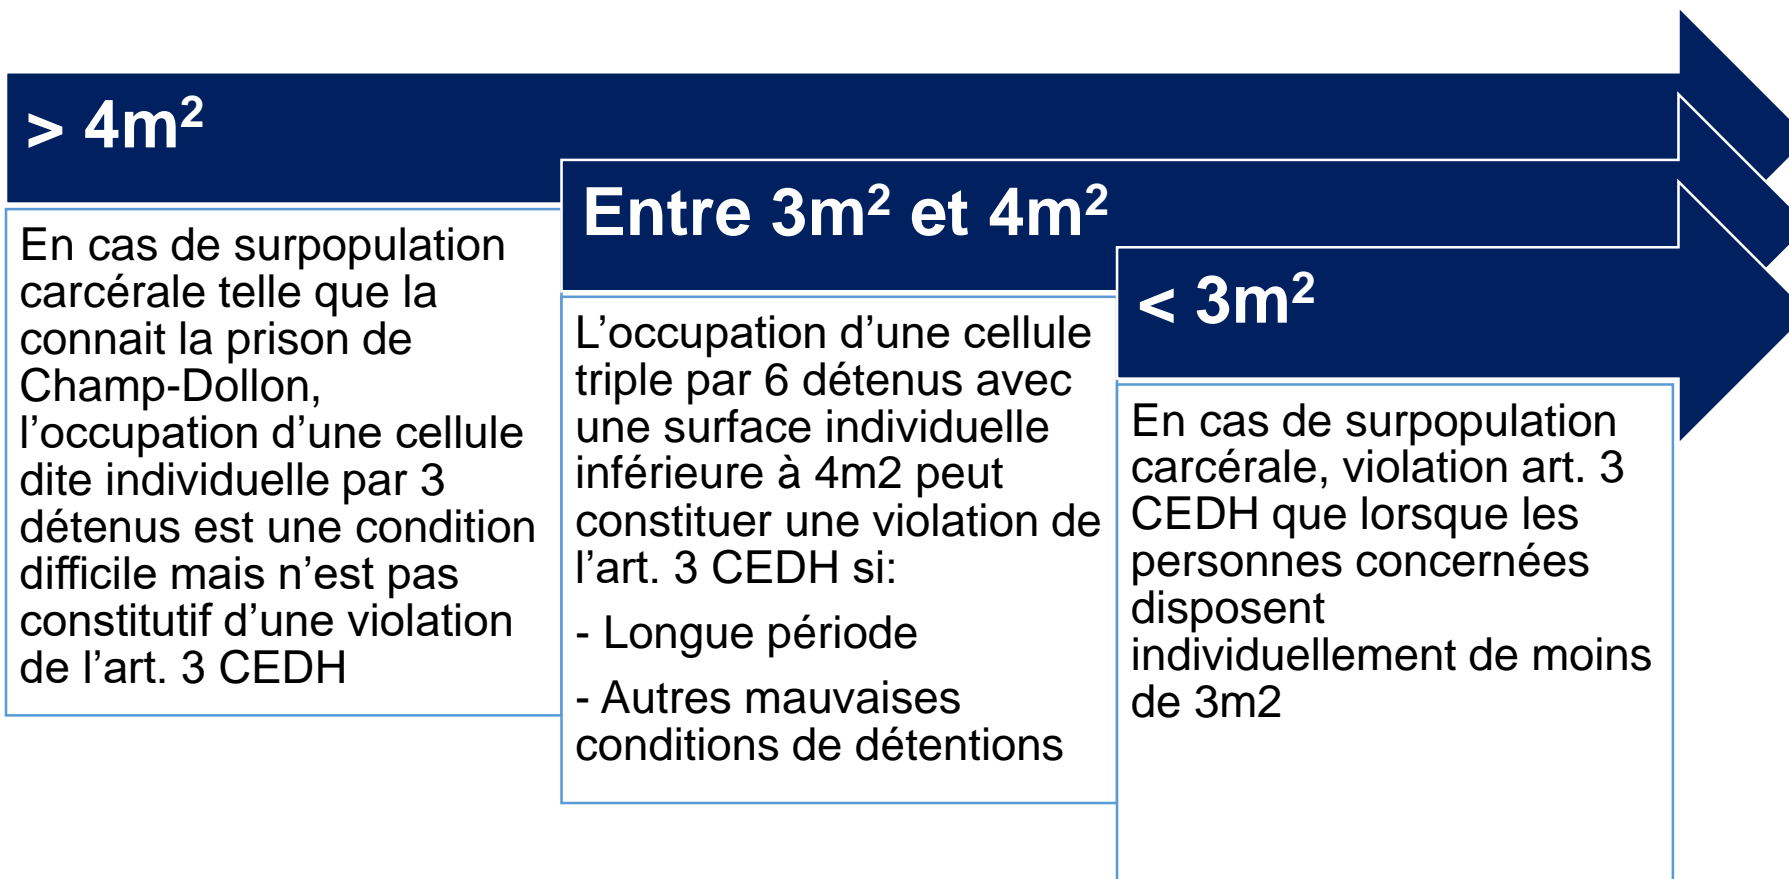 > 4m²
En cas de surpopulation
carcérale telle que la
connait la prison de
Champ-Dollon,
l’occupation d’une cellule
dite individuelle par 3
détenus est une condition
difficile mais n’est pas
constitutif d’une violation
de l’art. 3 CEDH
Entre 3m² et 4m²
L’occupation d’une cellule
triple par 6 détenus avec
une surface individuelle
inférieure à 4m2 peut
constituer une violation de
l’art. 3 CEDH si:
- Longue période
- Autres mauvaises
conditions de détentions
< 3m²
En cas de surpopulation
carcérale, violation art. 3
CEDH que lorsque les
personnes concernées
disposent
individuellement de moins
de 3m2